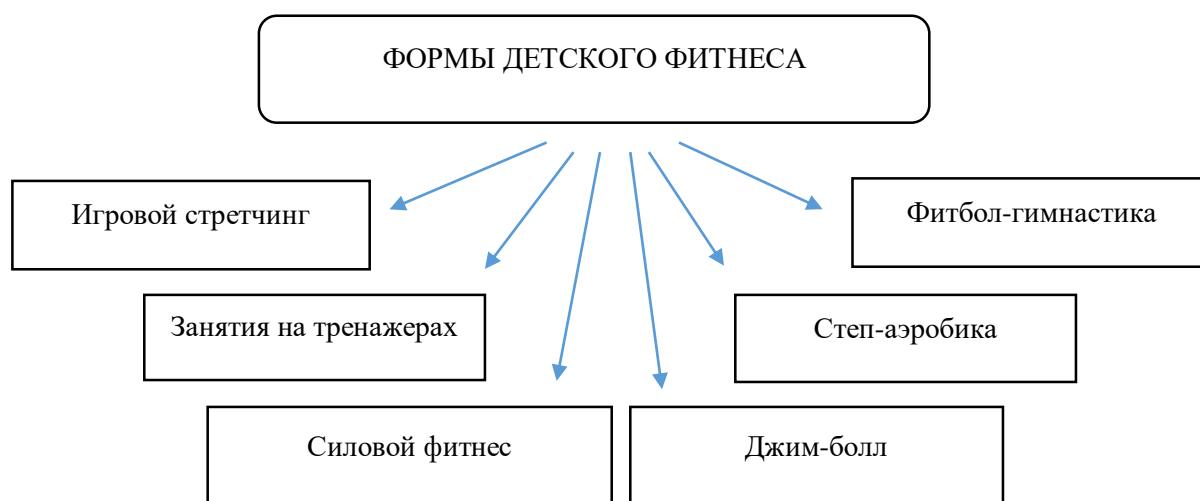 ФОРМЫ ДЕТСКОГО ФИТНЕСА
Игровой стретчинг
Фитбол-гимнастика
Занятия на тренажерах
Степ-аэробика
Силовой фитнес
Джим-болл